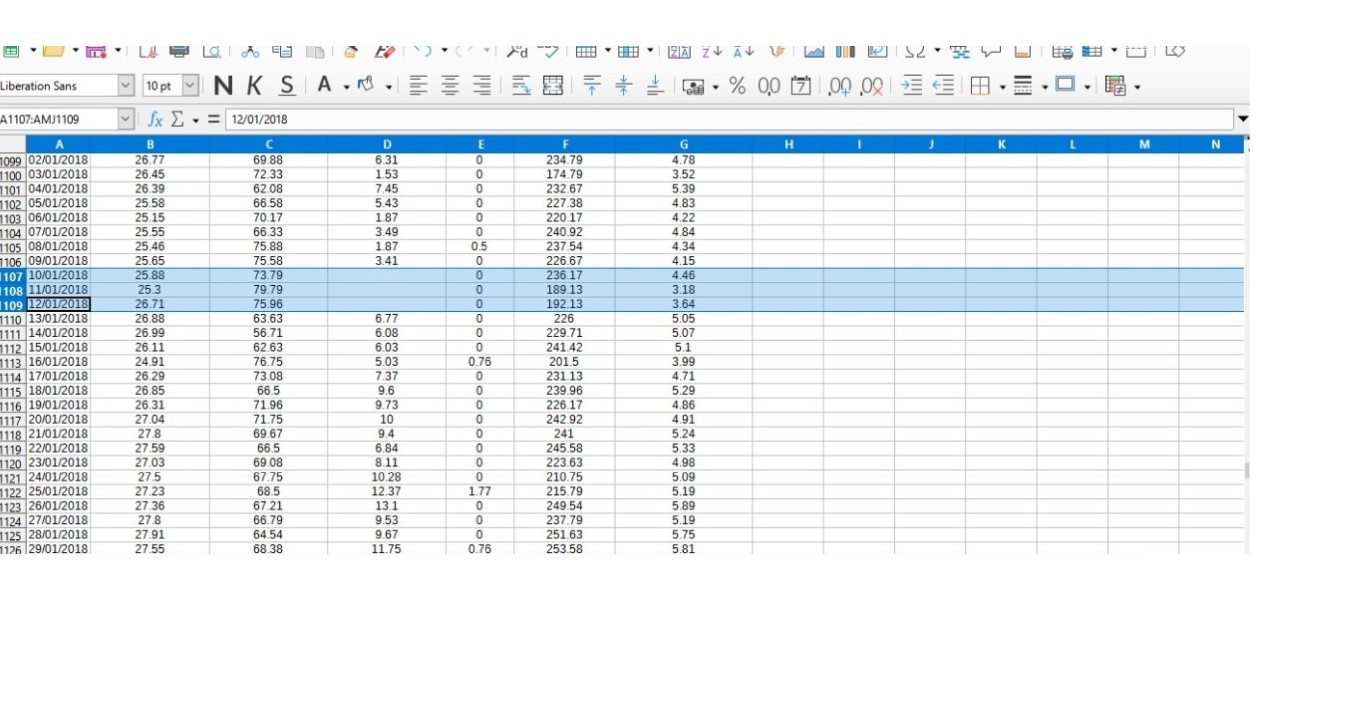 Liberation Sans 10 pt N K S A % 0,0 7 ,00 ,00
A1107:AMJ1109 fx Σ = 12/01/2018
A B C D E F G H I J K L M N
1099 02/01/2018 26.77 69.88 6.31 0 234.79 4.78
1100 03/01/2018 26.45 72.33 1.53 0 174.79 3.52
1101 04/01/2018 26.39 62.08 7.45 0 232.67 5.39
1102 05/01/2018 25.58 66.58 5.43 0 227.38 4.83
1103 06/01/2018 25.15 70.17 1.87 0 220.17 4.22
1104 07/01/2018 25.55 66.33 3.49 0 240.92 4.84
1105 08/01/2018 25.46 75.88 1.87 0.5 237.54 4.34
1106 09/01/2018 25.65 75.58 3.41 0 226.67 4.15
1107 10/01/2018 25.88 73.79 0 236.17 4.46
1108 11/01/2018 25.3 79.79 0 189.13 3.18
1109 12/01/2018 26.71 75.96 0 192.13 3.64
1110 13/01/2018 26.88 63.63 6.77 0 226 5.05
1111 14/01/2018 26.99 56.71 6.08 0 229.71 5.07
1112 15/01/2018 26.11 62.63 6.03 0 241.42 5.1
1113 16/01/2018 24.91 76.75 5.03 0.76 201.5 3.99
1114 17/01/2018 26.29 73.08 7.37 0 231.13 4.71
1115 18/01/2018 26.85 66.5 9.6 0 239.96 5.29
1116 19/01/2018 26.31 71.96 9.73 0 226.17 4.86
1117 20/01/2018 27.04 71.75 10 0 242.92 4.91
1118 21/01/2018 27.8 69.67 9.4 0 241 5.24
1119 22/01/2018 27.59 66.5 6.84 0 245.58 5.33
1120 23/01/2018 27.03 69.08 8.11 0 223.63 4.98
1121 24/01/2018 27.5 67.75 10.28 0 210.75 5.09
1122 25/01/2018 27.23 68.5 12.37 1.77 215.79 5.19
1123 26/01/2018 27.36 67.21 13.1 0 249.54 5.89
1124 27/01/2018 27.8 66.79 9.53 0 237.79 5.19
1125 28/01/2018 27.91 64.54 9.67 0 251.63 5.75
1126 29/01/2018 27.55 68.38 11.75 0.76 253.58 5.81